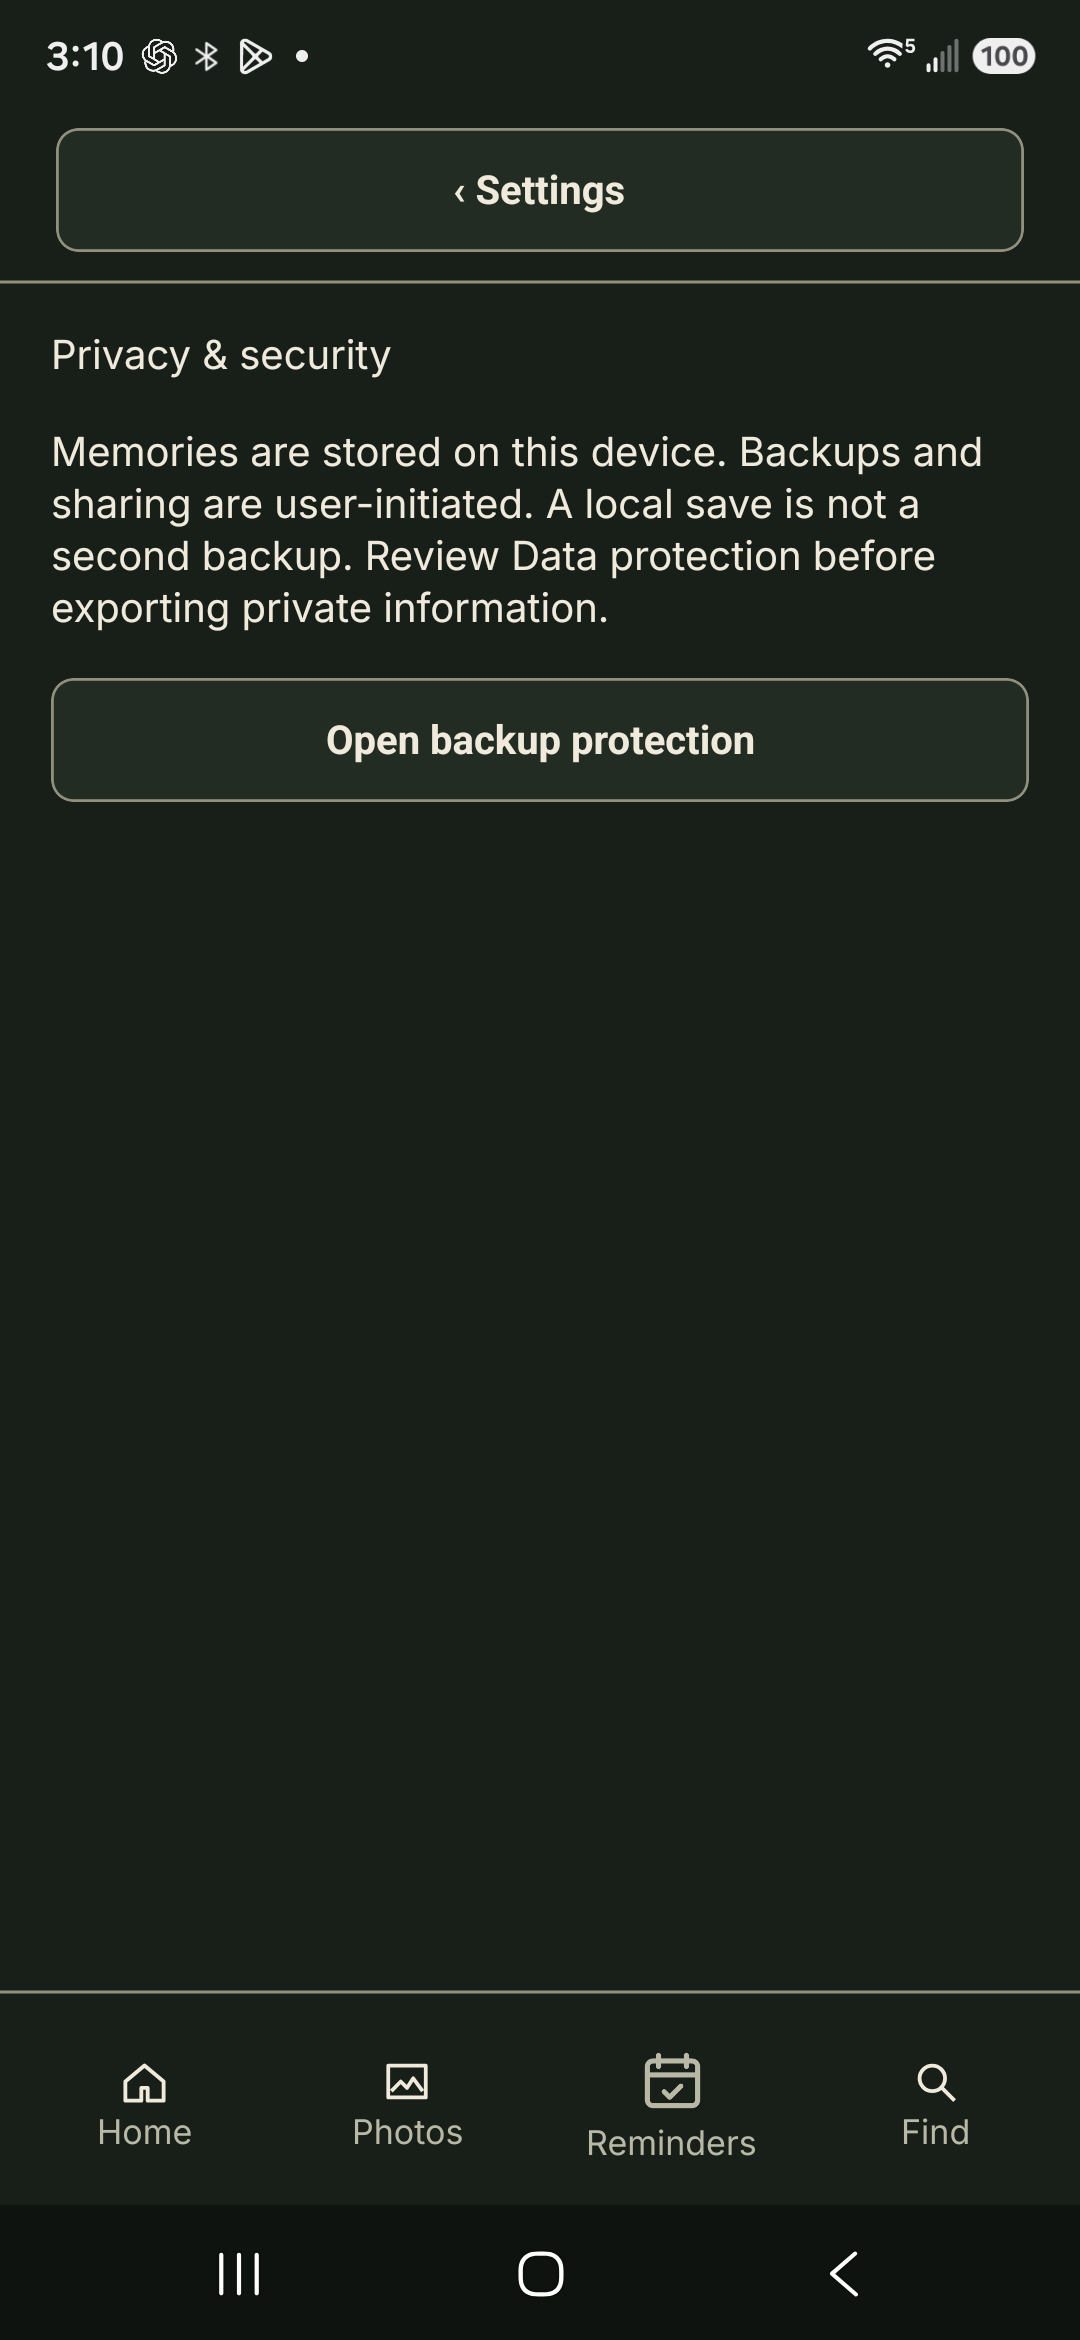 3:10
5
100
‹ Settings
Privacy & security
Memories are stored on this device. Backups and
sharing are user-initiated. A local save is not a
second backup. Review Data protection before
exporting private information.
Open backup protection
Home
Photos
Reminders
Find